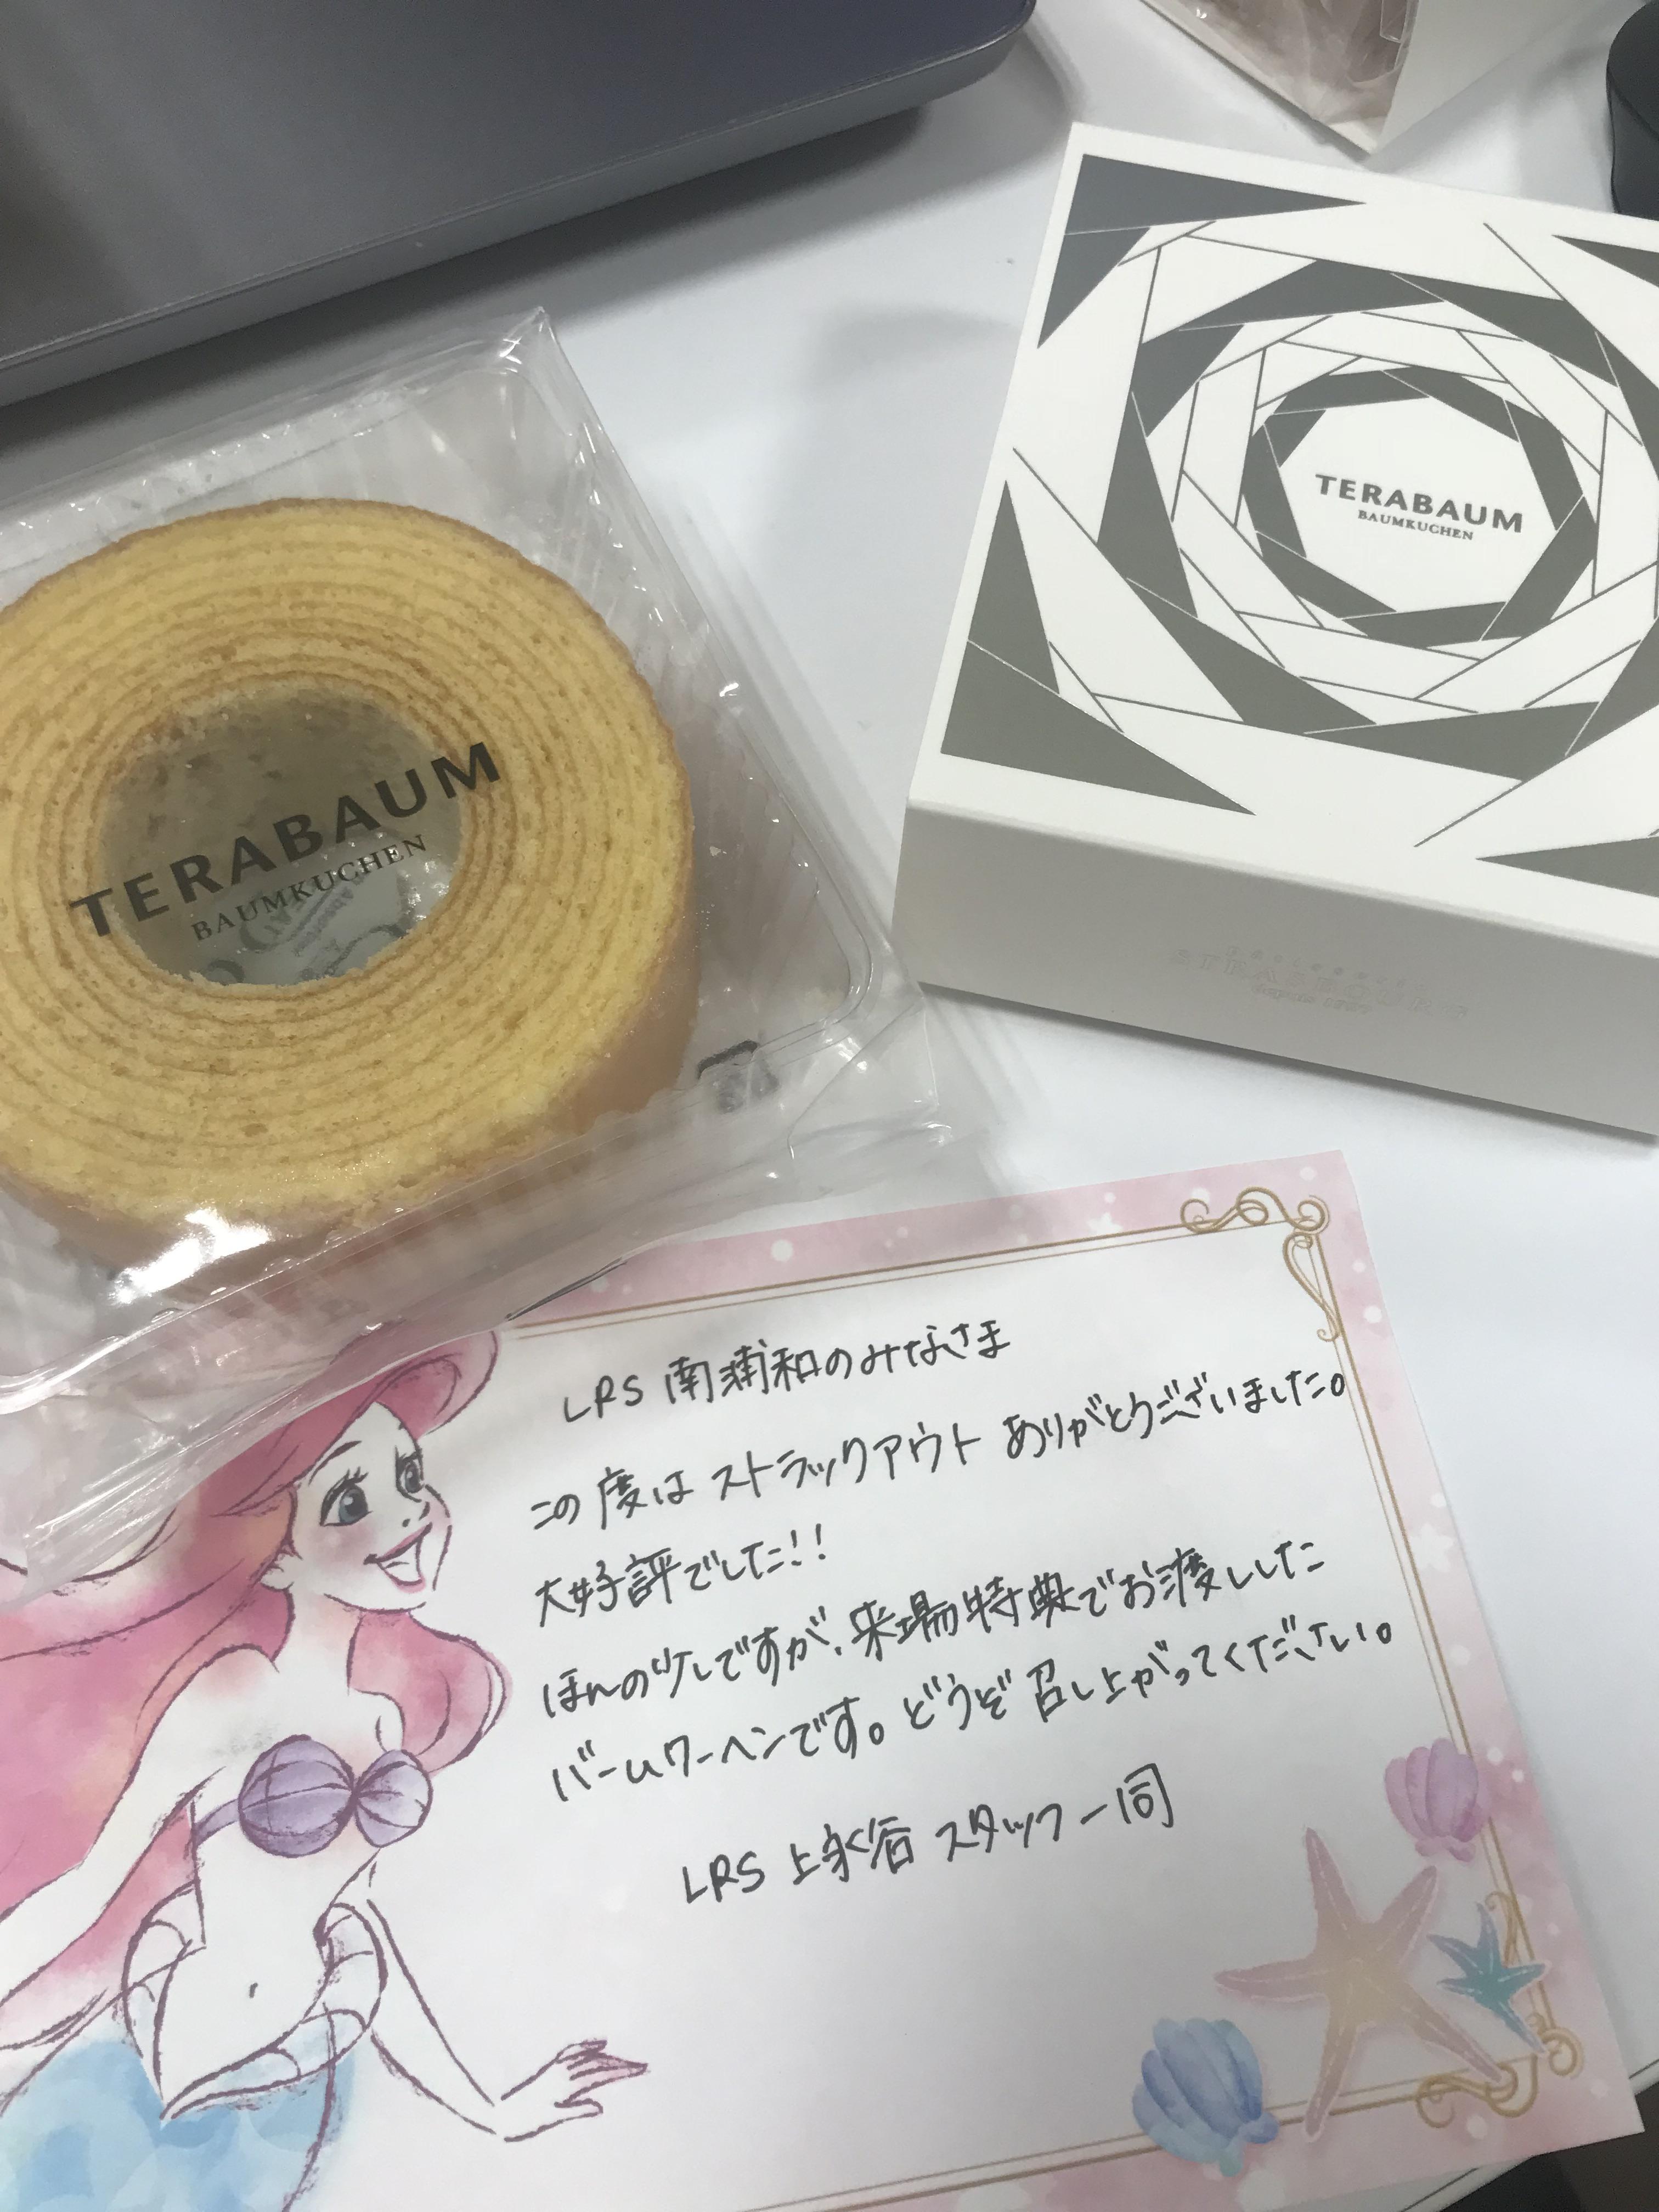 TERABAUM
BAUMKUCHEN
TERABAUM
BAUMKUCHEN
LRS 南浦和のみなさま
この度は ストラックアウト ありがとうございました。
大好評でした!!
ほんの少しですが、来場特典でお渡ししした
バームクーヘンです。どうぞ召し上がってください。
LRS 上永谷 スタッフ一同